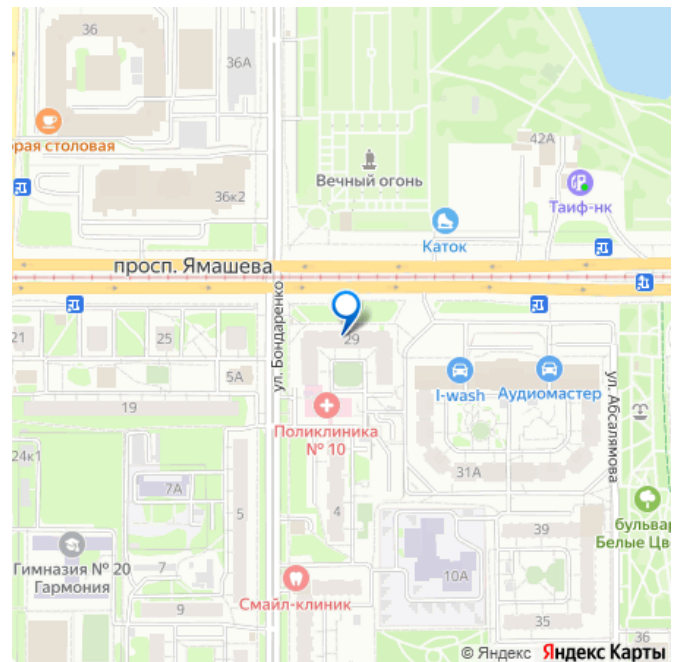 36
36А
орая столовая
36к2
42А
Вечный огонь
Таиф-нк
Каток
просп. Ямашева
ул. Бондаренко
21
25
29
5А
I-wash
Аудиомастер
ул. Абсалямова
19
Поликлиника
№ 10
24к1
7А
31А
5
4
39
бульвар
Белые Цв
Гимназия № 20
Гармония
7
10А
Смайл-клиник
9
35
36
© Яндекс Яндекс Карты